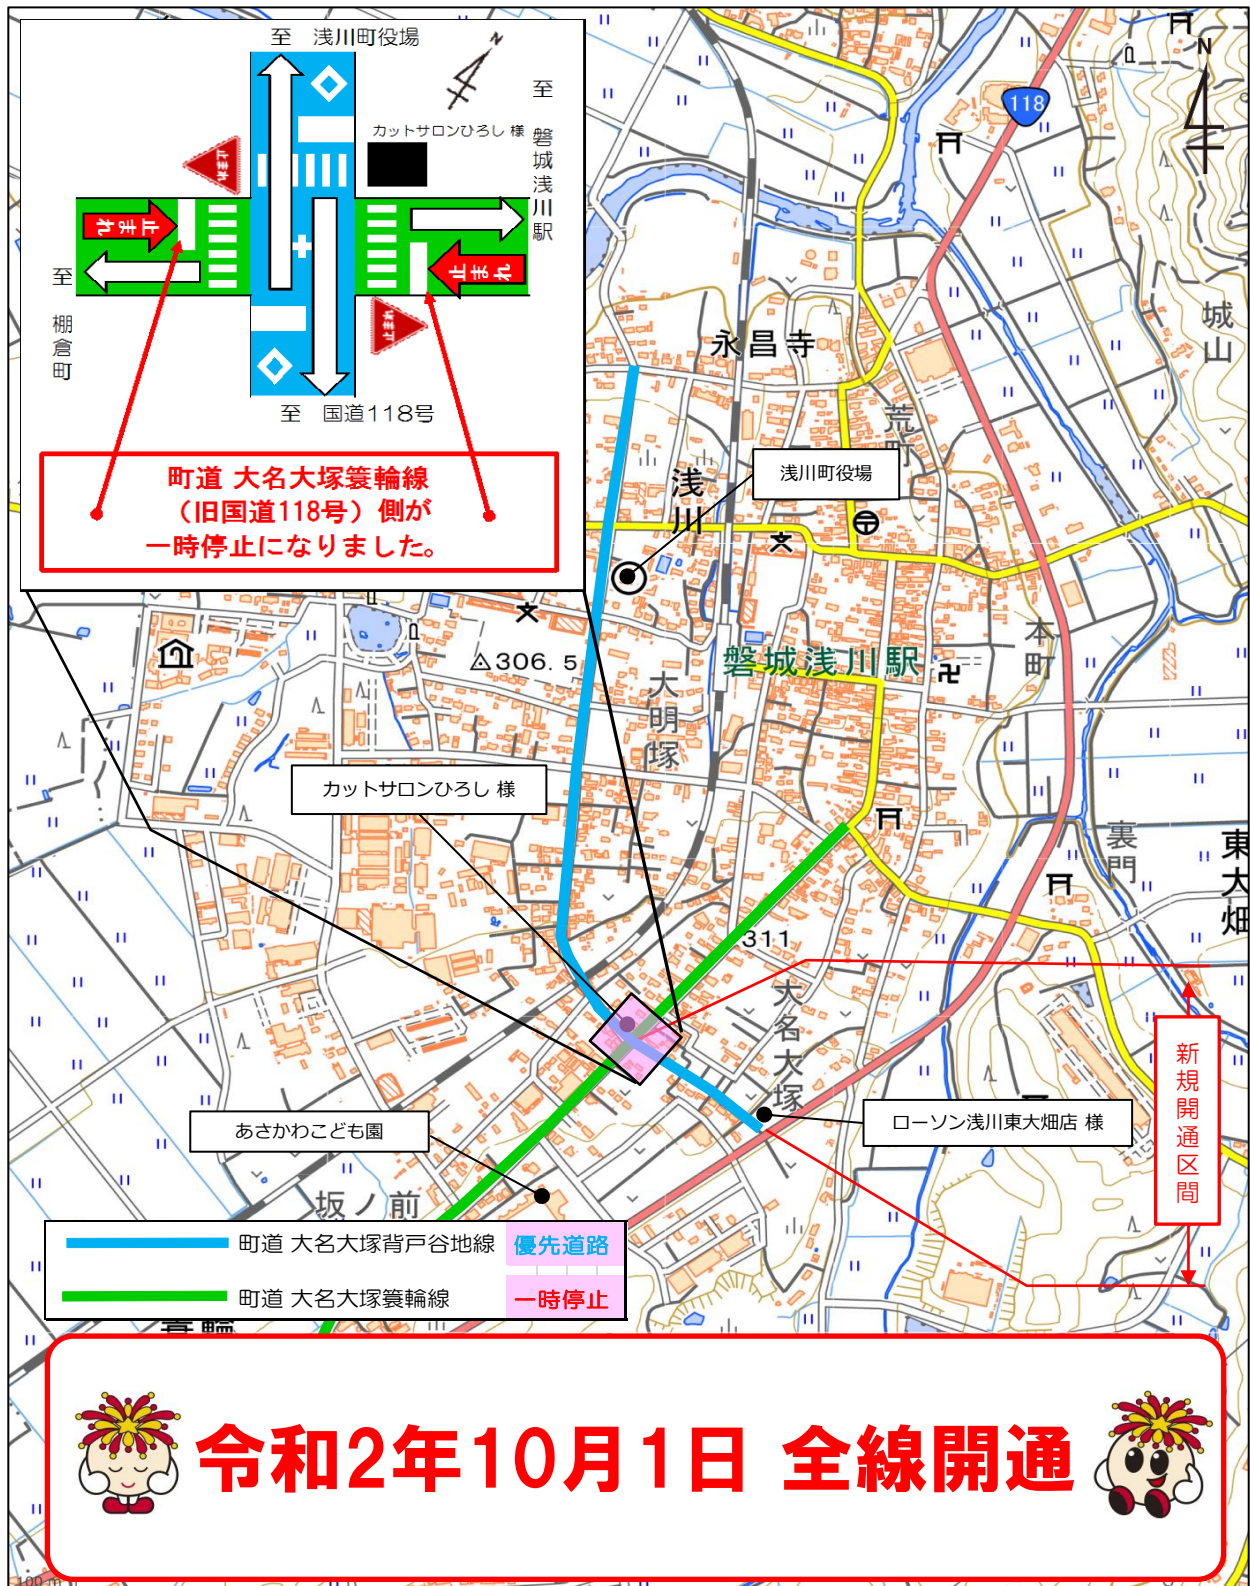 至 浅川町役場
N
至 磐城浅川駅
カットサロンひろし 様
止まれ
止まれ
止まれ
止まれ
至 棚倉町
至 国道118号
町道 大名大塚簑輪線
（旧国道118号）側が
一時停止になりました。
118
N
城山
永昌寺
荒町
浅川
浅川町役場
306.5
磐城浅川駅
本町
大明塚
カットサロンひろし 様
裏門
東大畑
311
大名大塚
新規開通区間
ローソン浅川東大畑店 様
あさかわこども園
坂ノ前
町道 大名大塚背戸谷地線 優先道路
町道 大名大塚簑輪線 一時停止
令和2年10月1日 全線開通
100 m